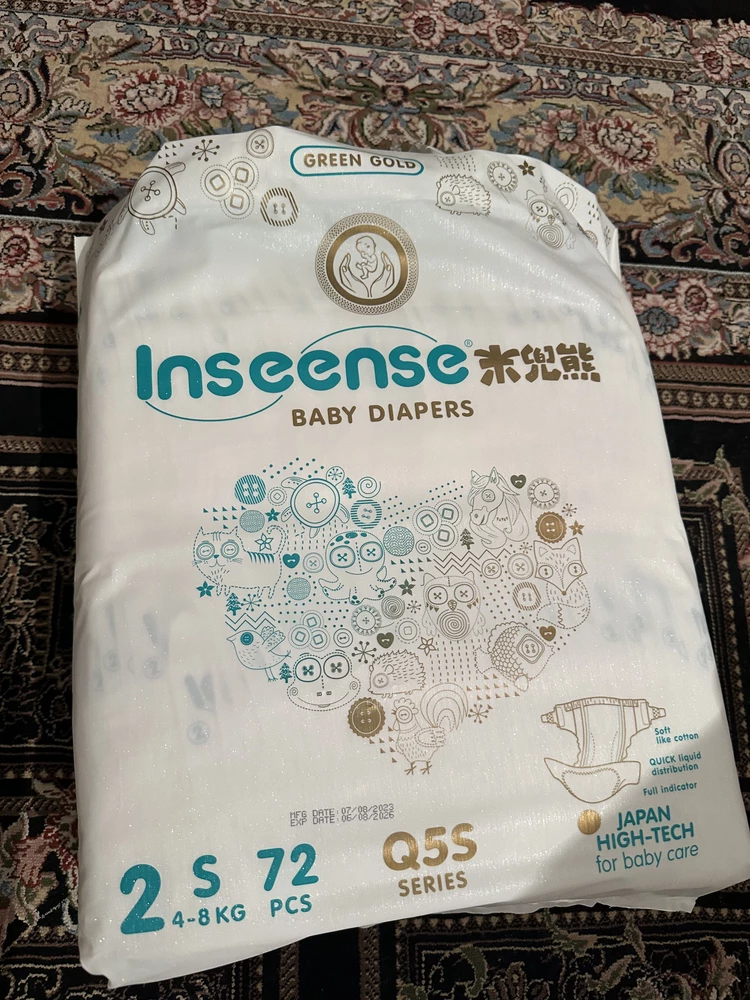 GREEN GOLD
Inseense® 米兜熊
BABY DIAPERS
Soft
like cotton
QUICK liquid
distribution
Full indicator
MFG DATE:07/08/2023
EXP DATE:06/08/2026
JAPAN
HIGH-TECH
for baby care
2 S 72
4-8 KG PCS
Q5S
SERIES